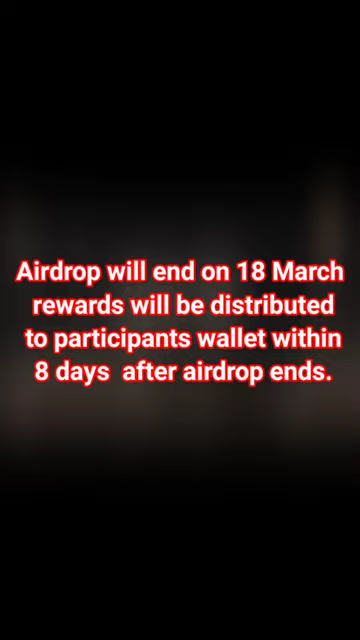 Airdrop will end on 18 March
rewards will be distributed
to participants wallet within
8 days  after airdrop ends.